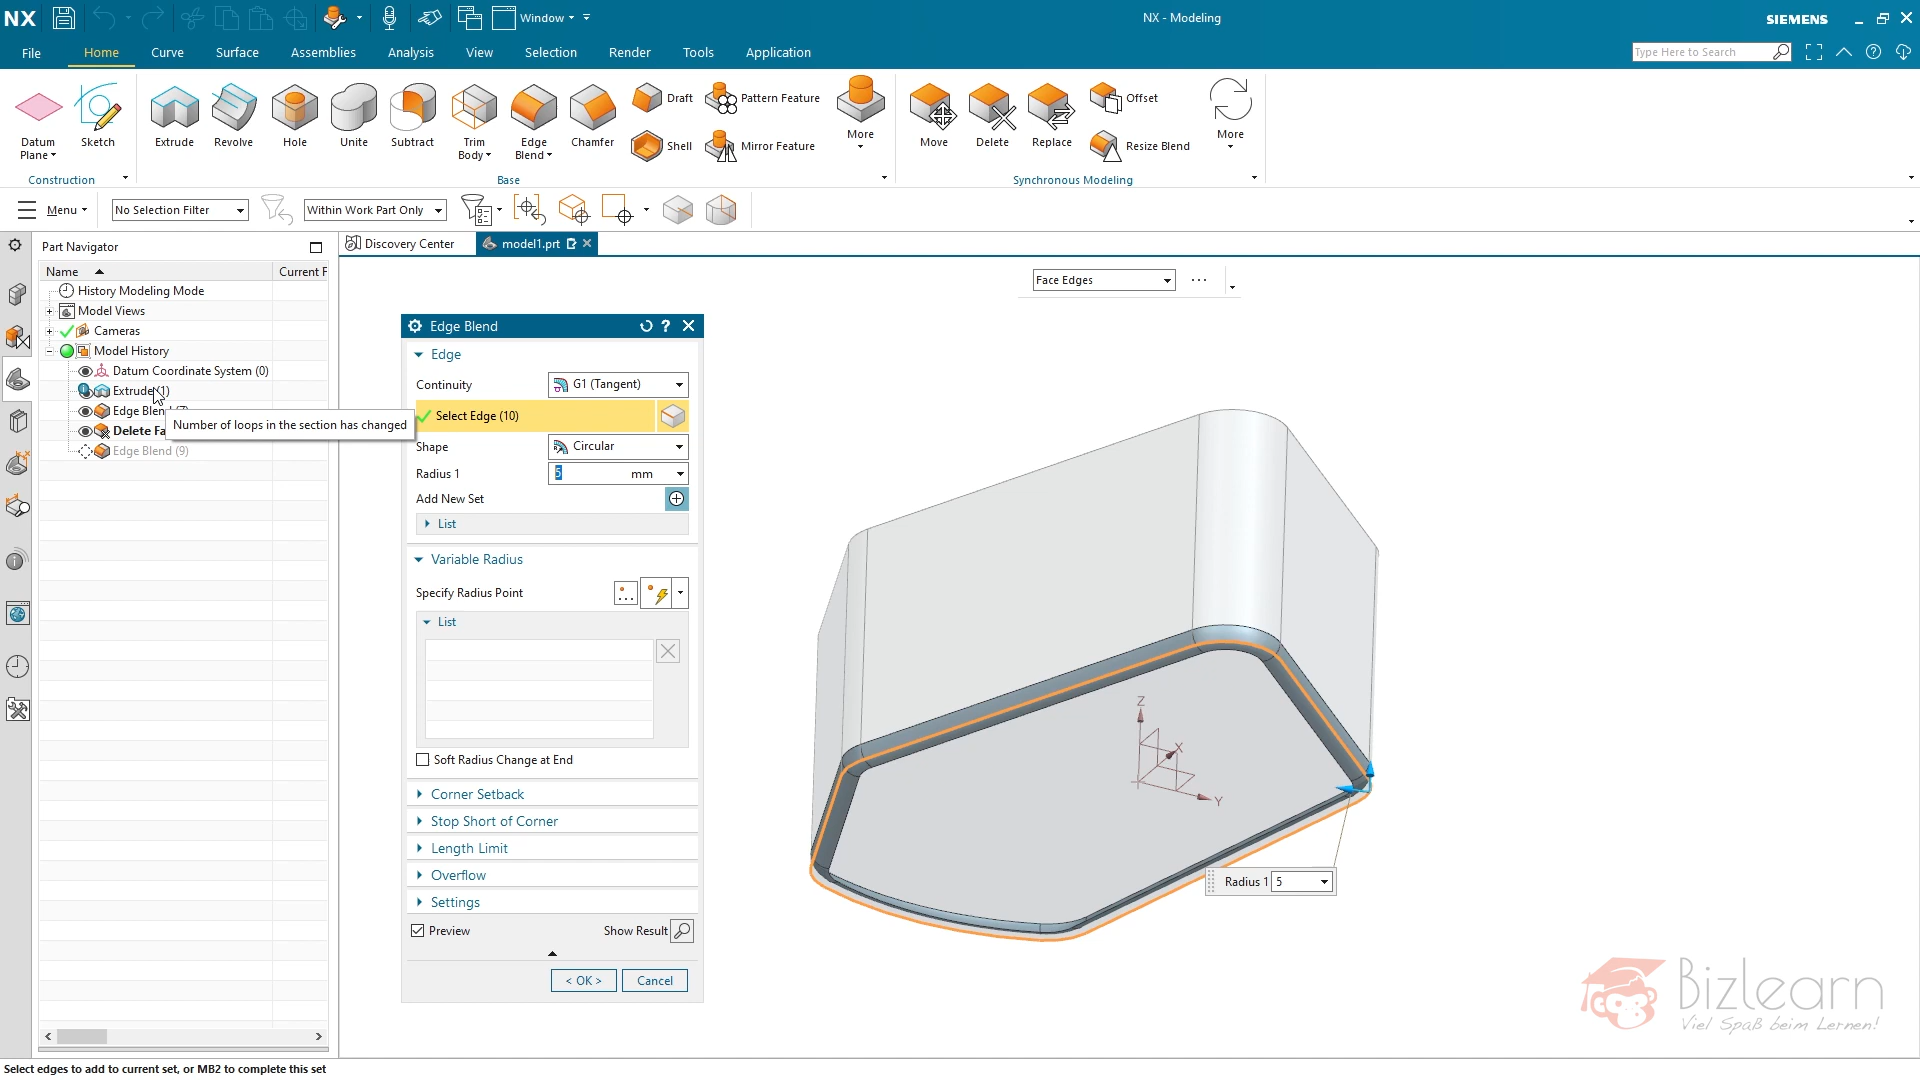 NX
Window
NX - Modeling
SIEMENS
File
Home
Curve
Surface
Assemblies
Analysis
View
Selection
Render
Tools
Application
Type Here to Search
Datum
Plane
Sketch
Extrude
Revolve
Hole
Unite
Subtract
Trim
Body
Edge
Blend
Chamfer
Draft
Shell
Pattern Feature
Mirror Feature
More
Move
Delete
Replace
Offset
Resize Blend
More
Construction
Base
Synchronous Modeling
Menu
No Selection Filter
Within Work Part Only
Part Navigator
Discovery Center
model1.prt
Name
Current F
History Modeling Mode
Model Views
Cameras
Model History
Datum Coordinate System (0)
Extrude (1)
Edge Blend (7)
Delete Fa
Edge Blend (9)
Number of loops in the section has changed
Face Edges
Edge Blend
Edge
Continuity
G1 (Tangent)
Select Edge (10)
Shape
Circular
Radius 1
5
mm
Add New Set
List
Variable Radius
Specify Radius Point
List
Soft Radius Change at End
Corner Setback
Stop Short of Corner
Length Limit
Overflow
Settings
Preview
Show Result
< OK >
Cancel
Z
X
Y
Radius 1
5
Bizlearn
Viel Spaß beim Lernen!
Select edges to add to current set, or MB2 to complete this set